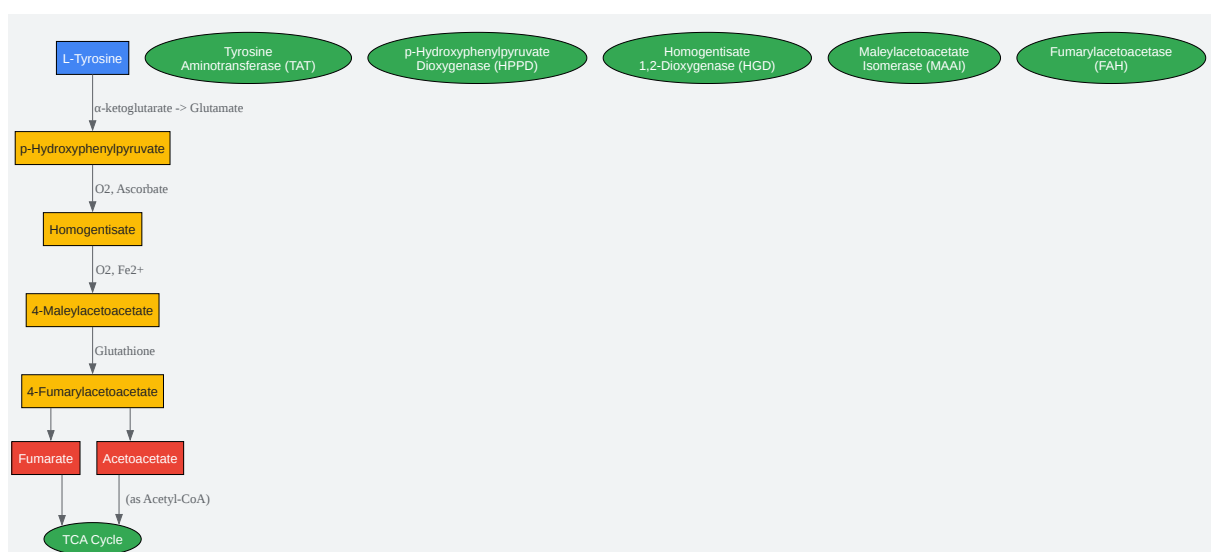 L-Tyrosine
Tyrosine
Aminotransferase (TAT)
p-Hydroxyphenylpyruvate
Dioxygenase (HPPD)
Homogentisate
1,2-Dioxygenase (HGD)
Maleylacetoacetate
Isomerase (MAAI)
Fumarylacetoacetase
(FAH)
α-ketoglutarate -> Glutamate
p-Hydroxyphenylpyruvate
O2, Ascorbate
Homogentisate
O2, Fe2+
4-Maleylacetoacetate
Glutathione
4-Fumarylacetoacetate
Fumarate
Acetoacetate
(as Acetyl-CoA)
TCA Cycle